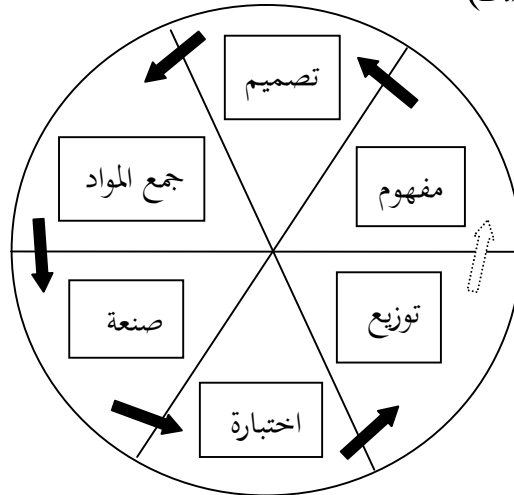 تصميم
مفهوم
جمع المواد
صنعة
توزيع
اختبارة